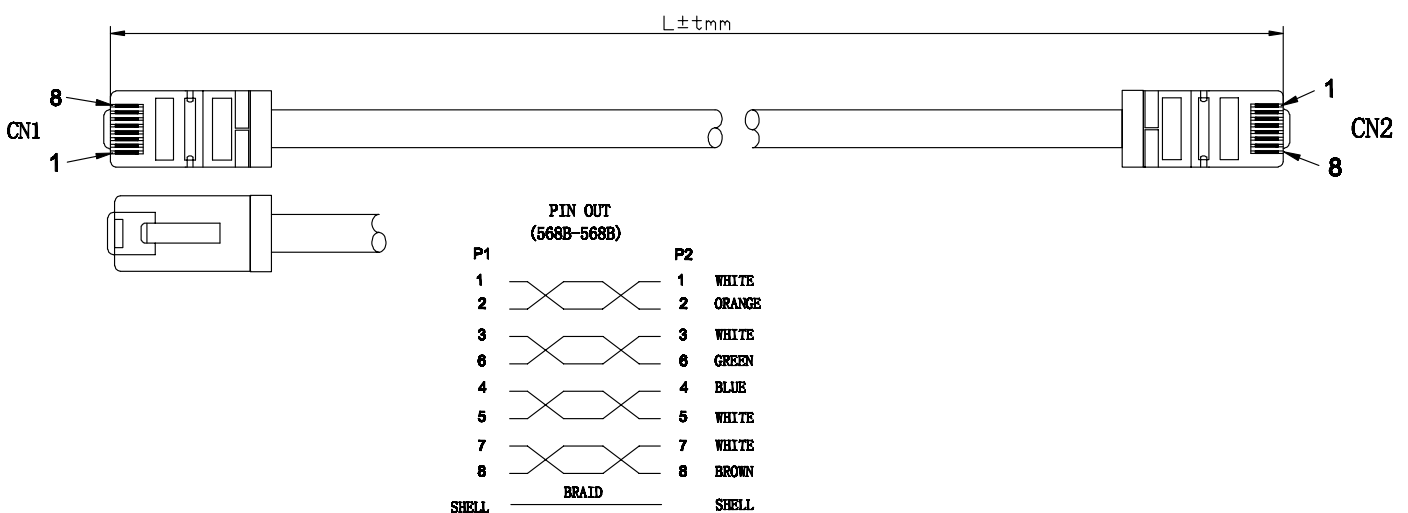 L±tmm
8
1
CN1
1
CN2
8
PIN OUT
(568B-568B)
P1 P2
1 1 WHITE
2 2 ORANGE
3 3 WHITE
6 6 GREEN
4 4 BLUE
5 5 WHITE
7 7 WHITE
8 8 BROWN
SHELL BRAID SHELL